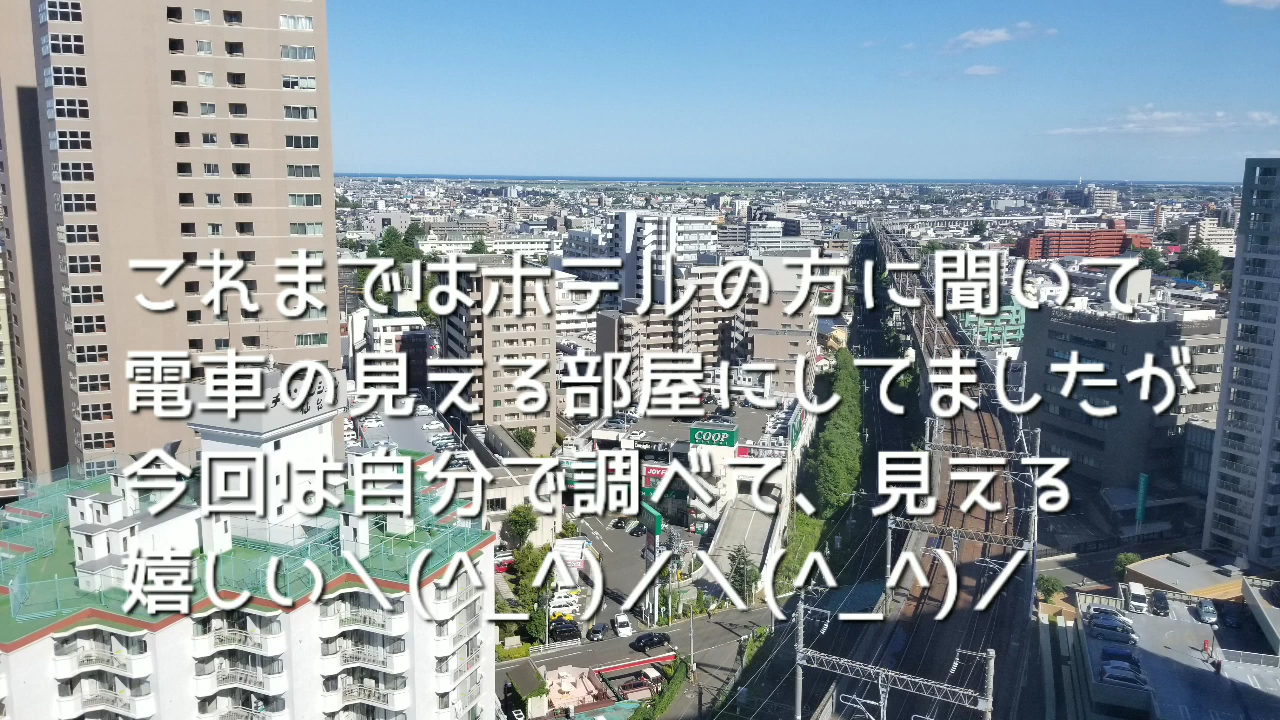 これまではホテルの方に聞いて
電車の見える部屋にしてましたが
今回は自分で調べて、見える
嬉しい＼(^_^)／＼(^_^)／
COOP